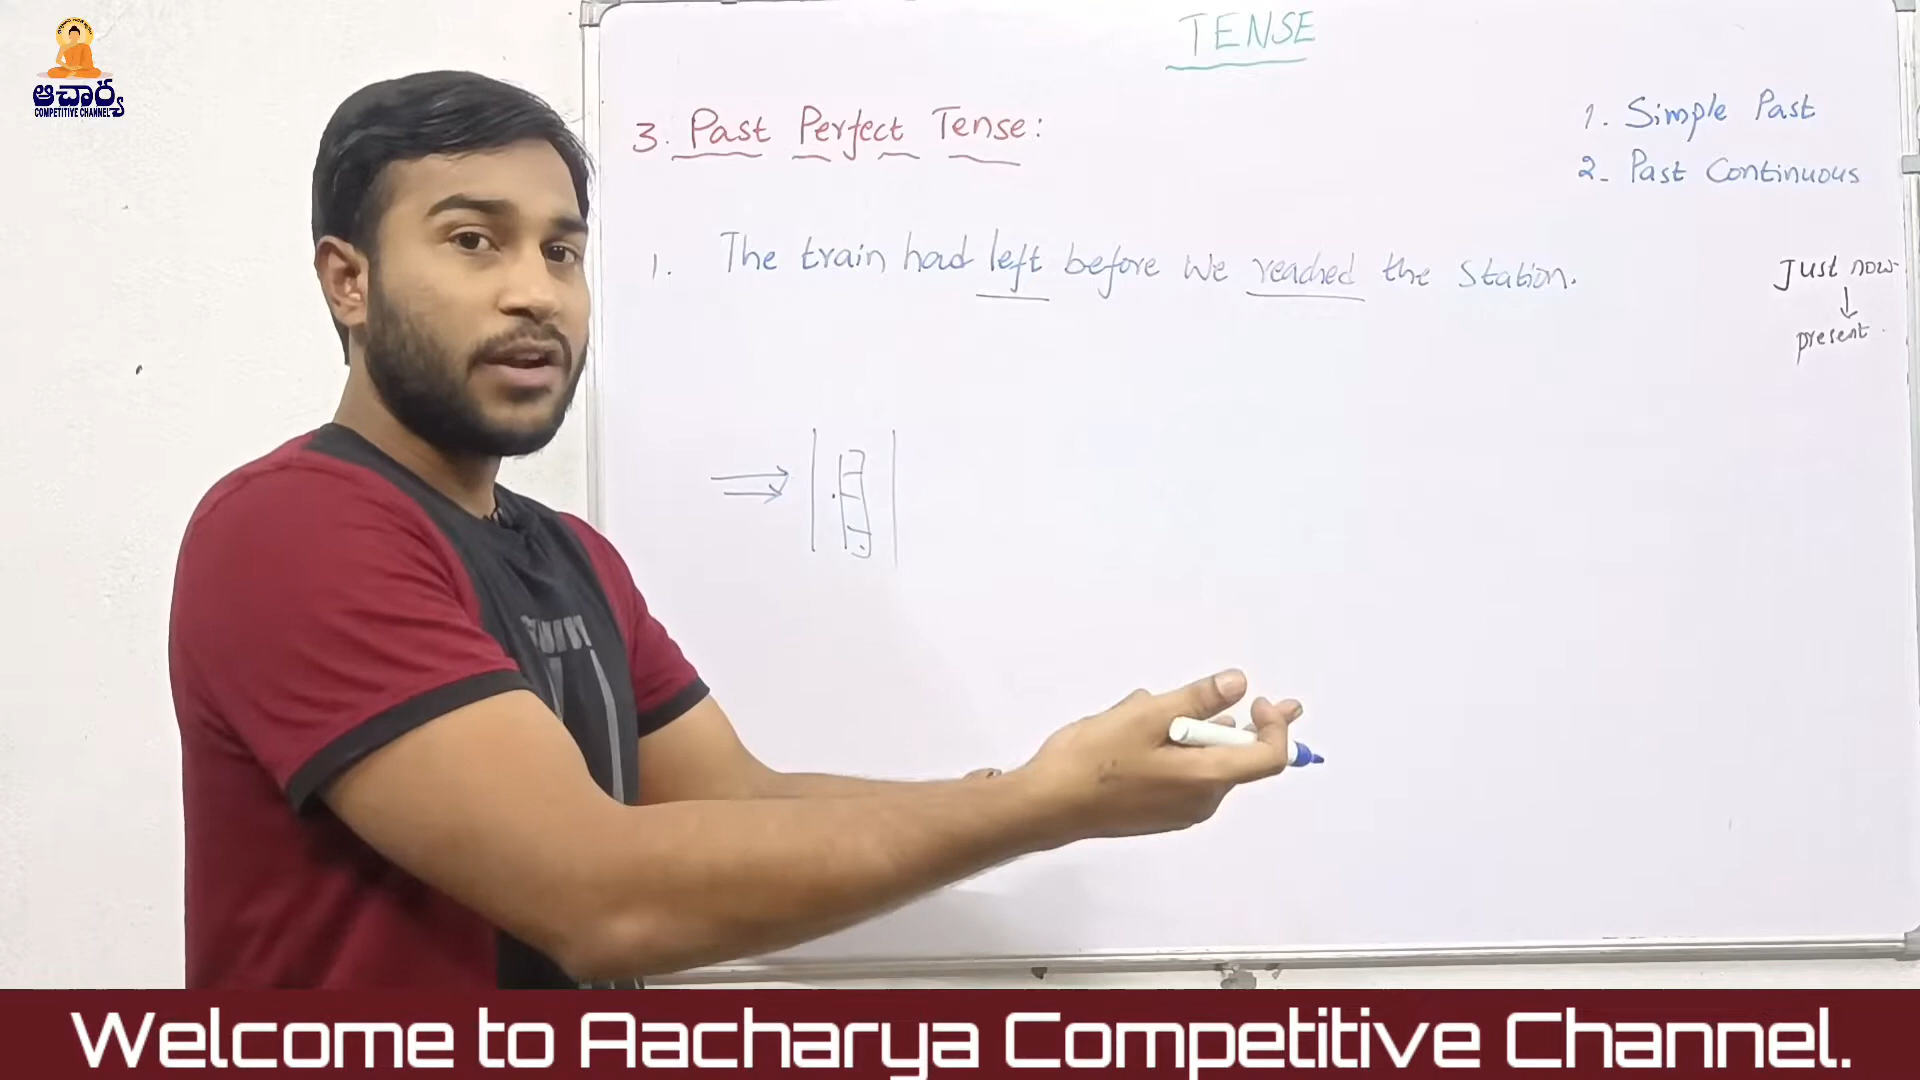 ఆచార్య
COMPETITIVE CHANNEL
TENSE
3. Past Perfect Tense:
1. Simple Past
2. Past Continuous
1. The train had left before we reached the station.
Just now
↓
present.
Welcome to Aacharya Competitive Channel.